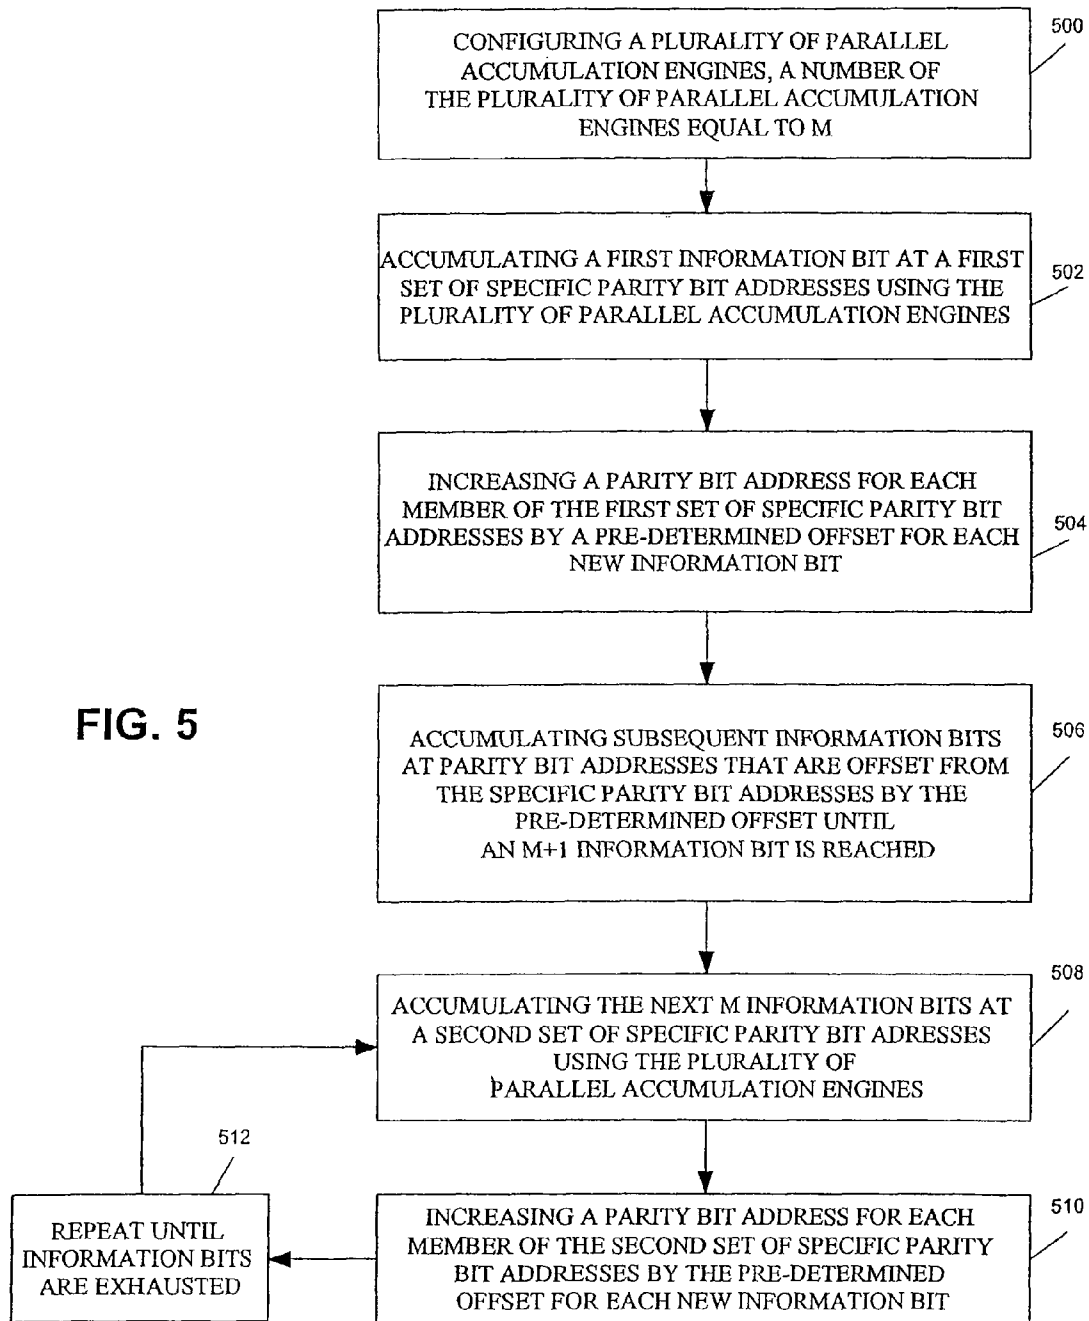 500
CONFIGURING A PLURALITY OF PARALLEL
ACCUMULATION ENGINES, A NUMBER OF
THE PLURALITY OF PARALLEL ACCUMULATION
ENGINES EQUAL TO M
502
ACCUMULATING A FIRST INFORMATION BIT AT A FIRST
SET OF SPECIFIC PARITY BIT ADDRESSES USING THE
PLURALITY OF PARALLEL ACCUMULATION ENGINES
504
INCREASING A PARITY BIT ADDRESS FOR EACH
MEMBER OF THE FIRST SET OF SPECIFIC PARITY BIT
ADDRESSES BY A PRE-DETERMINED OFFSET FOR EACH
NEW INFORMATION BIT
FIG. 5
506
ACCUMULATING SUBSEQUENT INFORMATION BITS
AT PARITY BIT ADDRESSES THAT ARE OFFSET FROM
THE SPECIFIC PARITY BIT ADDRESSES BY THE
PRE-DETERMINED OFFSET UNTIL
AN M+1 INFORMATION BIT IS REACHED
508
ACCUMULATING THE NEXT M INFORMATION BITS AT
A SECOND SET OF SPECIFIC PARITY BIT ADRESSES
USING THE PLURALITY OF
PARALLEL ACCUMULATION ENGINES
512
REPEAT UNTIL
INFORMATION BITS
ARE EXHAUSTED
510
INCREASING A PARITY BIT ADDRESS FOR EACH
MEMBER OF THE SECOND SET OF SPECIFIC PARITY
BIT ADDRESSES BY THE PRE-DETERMINED
OFFSET FOR EACH NEW INFORMATION BIT